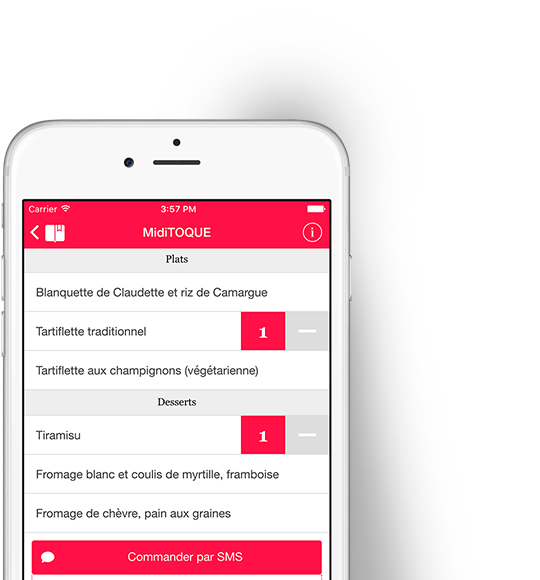 Carrier 3:57 PM
MidiTOQUE
Plats
Blanquette de Claudette et riz de Camargue
Tartiflette traditionnel 1
Tartiflette aux champignons (végétarienne)
Desserts
Tiramisu 1
Fromage blanc et coulis de myrtille, framboise
Fromage de chèvre, pain aux graines
Commander par SMS